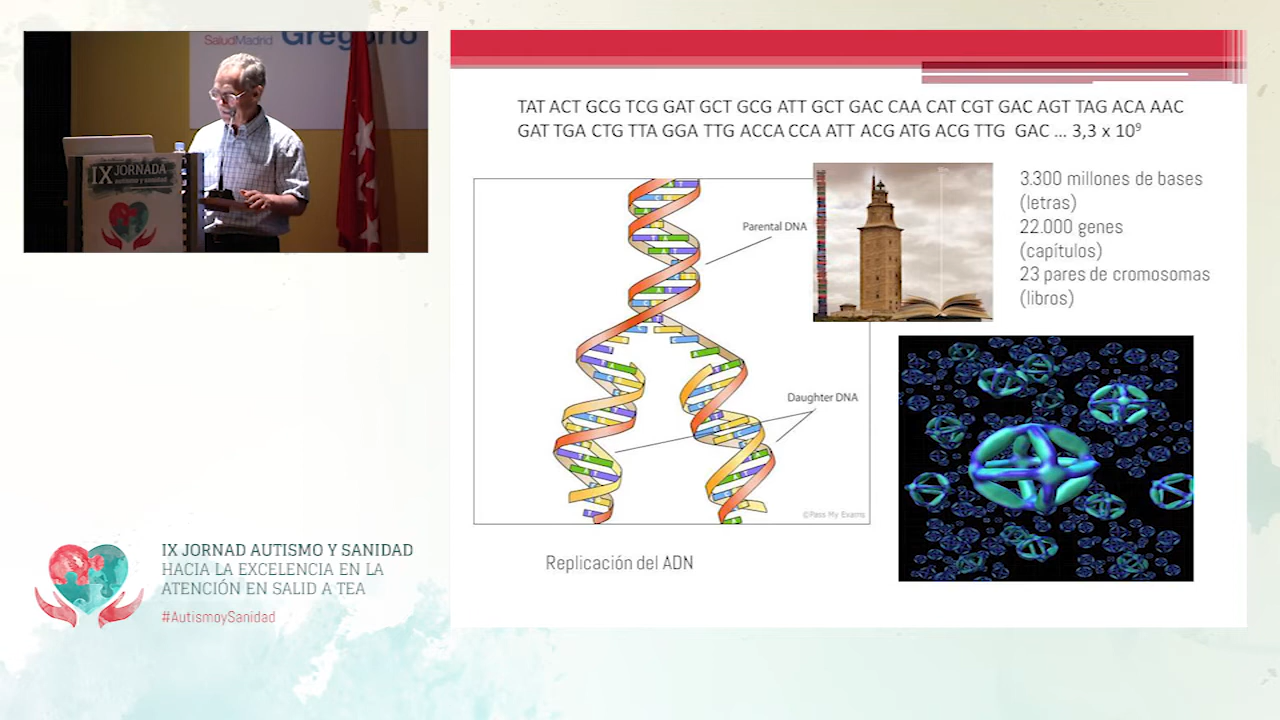 SaludMadrid
Gregorio
IX JORNADA
autismo y sanidad
TAT ACT GCG TCG GAT GCT GCG ATT GCT GAC CAA CAT CGT GAC AGT TAG ACA AAC
GAT TGA CTG TTA GGA TTG ACCA CCA ATT ACG ATG ACG TTG GAC ... 3,3 x 10⁹
Parental DNA
Daughter DNA
©Pass My Exams
Replicación del ADN
3.300 millones de bases
(letras)
22.000 genes
(capítulos)
23 pares de cromosomas
(libros)
IX JORNAD AUTISMO Y SANIDAD
HACIA LA EXCELENCIA EN LA
ATENCIÓN EN SALID A TEA
#AutismoySanidad